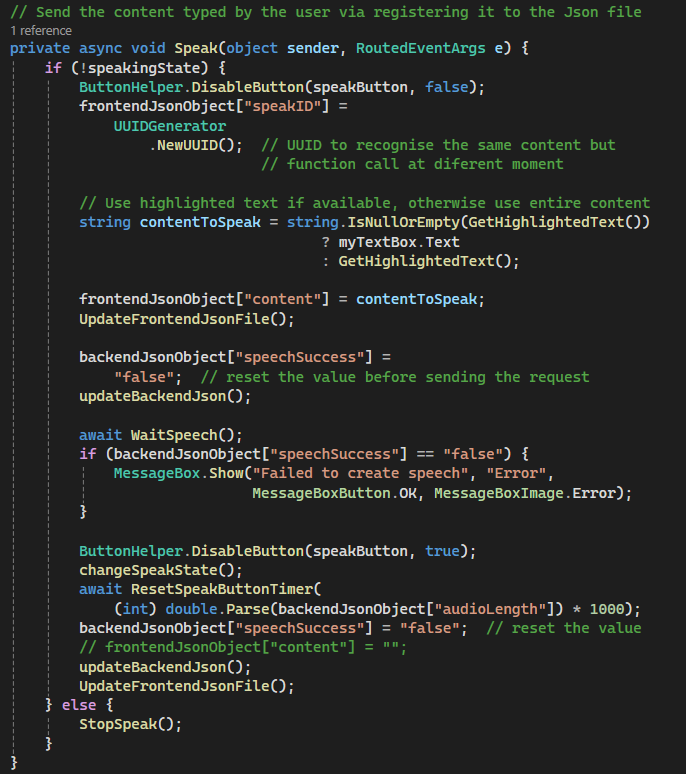 // Send the content typed by the user via registering it to the Json file
1 reference
private async void Speak(object sender, RoutedEventArgs e) {
    if (!speakingState) {
        ButtonHelper.DisableButton(speakButton, false);
        frontendJsonObject["speakID"] =
            UUIDGenerator
                .NewUUID();  // UUID to recognise the same content but
                             // function call at diferent moment

        // Use highlighted text if available, otherwise use entire content
        string contentToSpeak = string.IsNullOrEmpty(GetHighlightedText())
                                    ? myTextBox.Text
                                    : GetHighlightedText();

        frontendJsonObject["content"] = contentToSpeak;
        UpdateFrontendJsonFile();

        backendJsonObject["speechSuccess"] =
            "false";  // reset the value before sending the request
        updateBackendJson();

        await WaitSpeech();
        if (backendJsonObject["speechSuccess"] == "false") {
            MessageBox.Show("Failed to create speech", "Error",
                            MessageBoxButton.OK, MessageBoxImage.Error);
        }

        ButtonHelper.DisableButton(speakButton, true);
        changeSpeakState();
        await ResetSpeakButtonTimer(
            (int) double.Parse(backendJsonObject["audioLength"]) * 1000);
        backendJsonObject["speechSuccess"] = "false";  // reset the value
        // frontendJsonObject["content"] = "";
        updateBackendJson();
        UpdateFrontendJsonFile();
    } else {
        StopSpeak();
    }
}